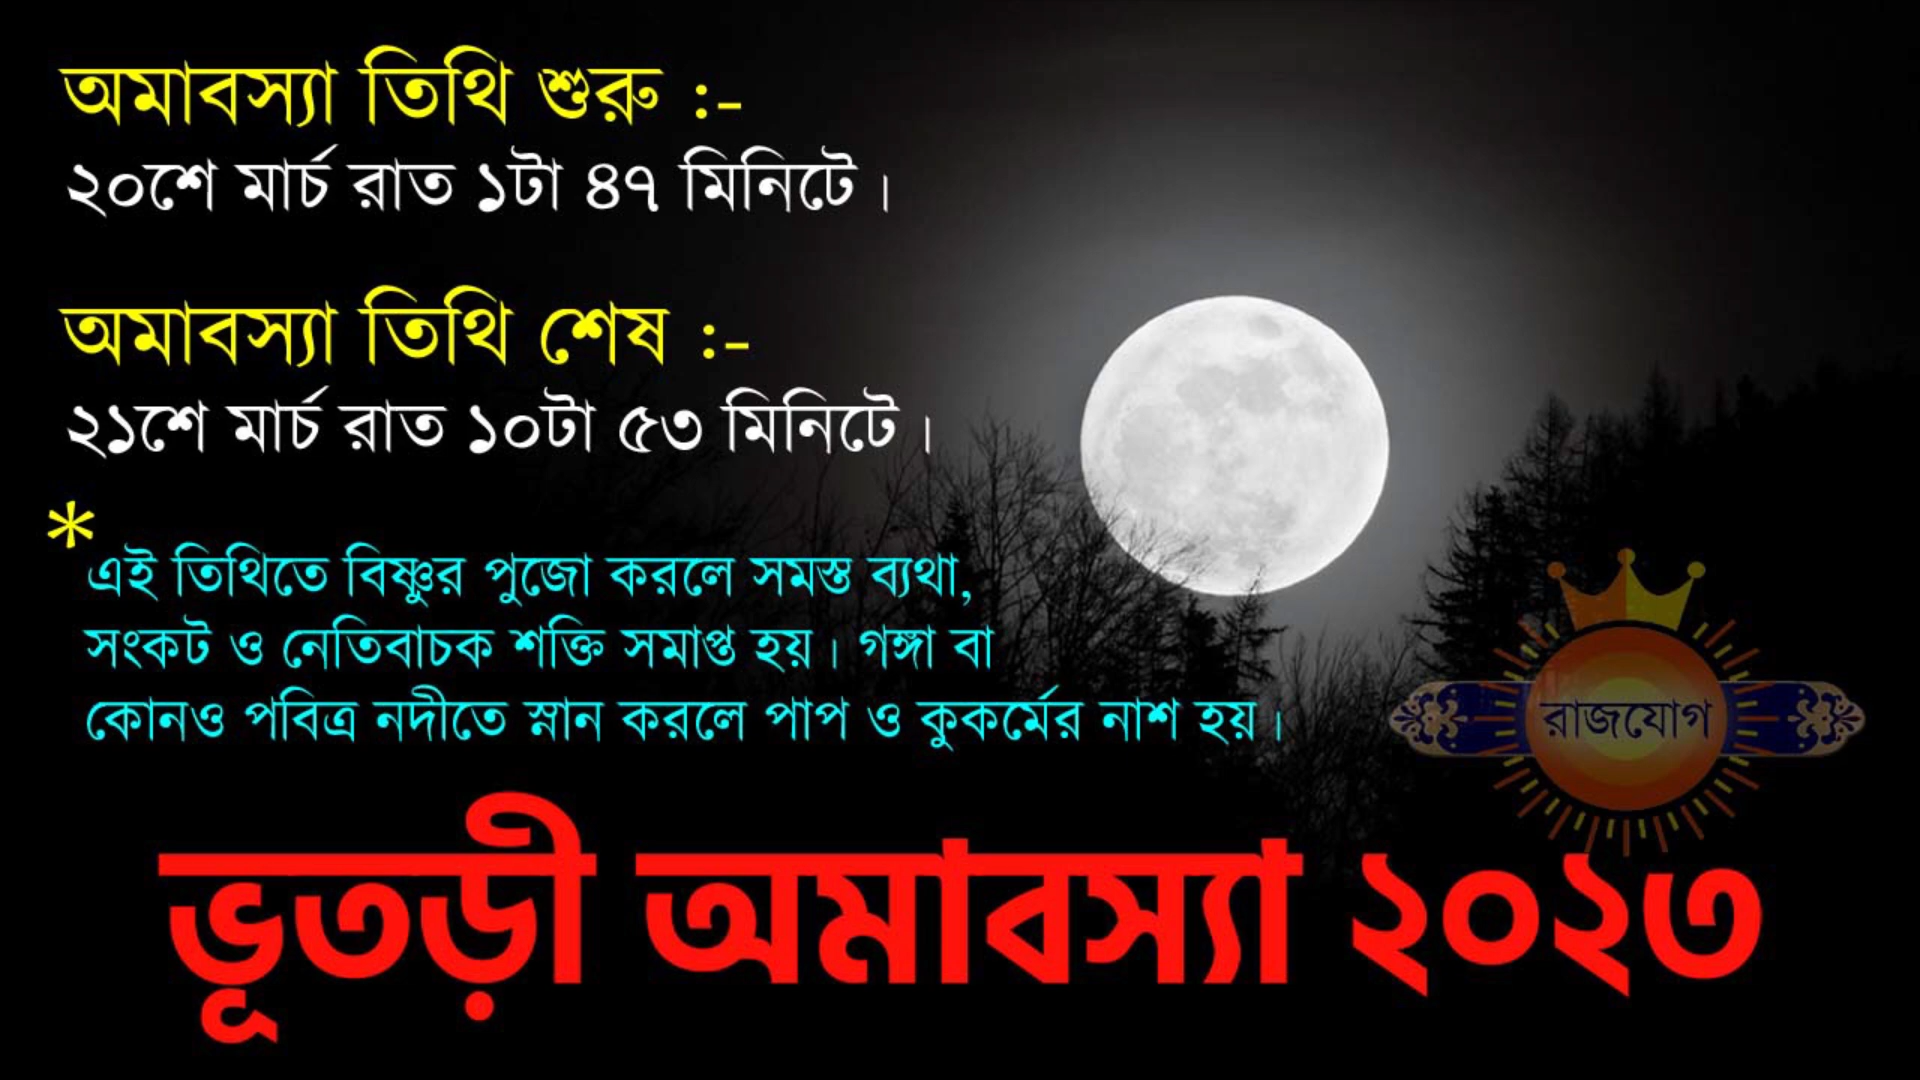 অমাবস্যা তিথি শুরু :-
২০শে মার্চ রাত ১টা ৪৭ মিনিটে।
অমাবস্যা তিথি শেষ :-
২১শে মার্চ রাত ১০টা ৫৩ মিনিটে।
*এই তিথিতে বিষ্ণুর পুজো করলে সমস্ত ব্যথা,
সংকট ও নেতিবাচক শক্তি সমাপ্ত হয়। গঙ্গা বা
কোনও পবিত্র নদীতে স্নান করলে পাপ ও কুকর্মের নাশ হয়।
রাজযোগ
ভূতড়ী অমাবস্যা ২০২৩